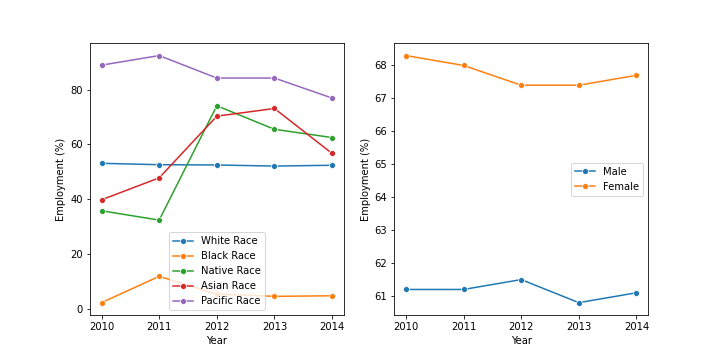 Employment (%)
80
60
40
20
0
White Race
Black Race
Native Race
Asian Race
Pacific Race
2010 2011 2012 2013 2014
Year
Employment (%)
68
67
66
65
64
63
62
61
Male
Female
2010 2011 2012 2013 2014
Year